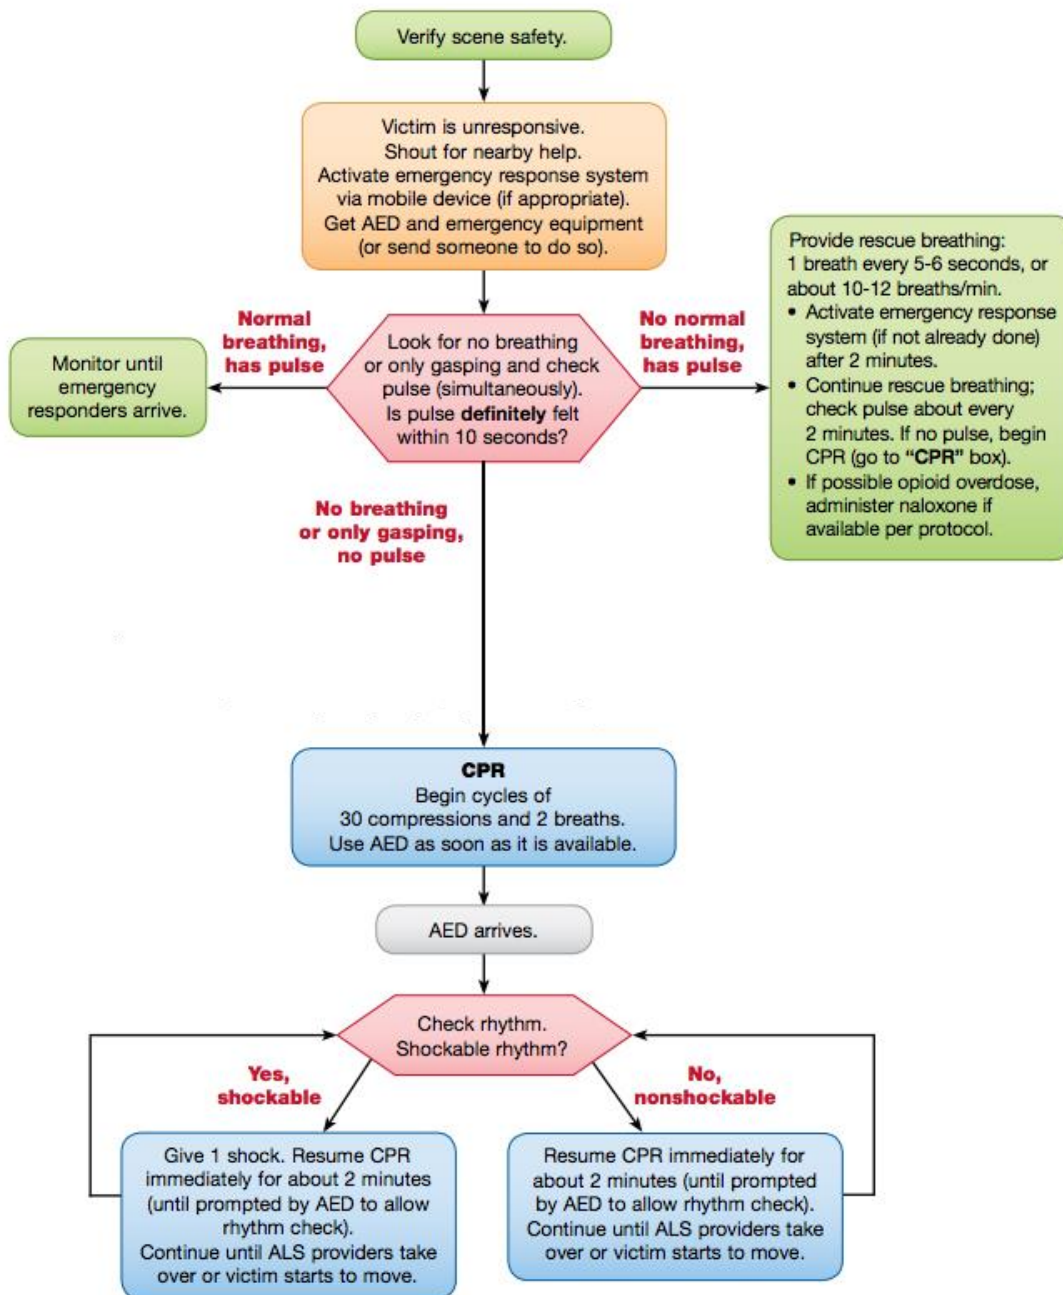 Verify scene safety.
Victim is unresponsive.
Shout for nearby help.
Activate emergency response system
via mobile device (if appropriate).
Get AED and emergency equipment
(or send someone to do so).
Normal
breathing,
has pulse
Monitor until
emergency
responders arrive.
Look for no breathing
or only gasping and check
pulse (simultaneously).
Is pulse definitely felt
within 10 seconds?
No normal
breathing,
has pulse
Provide rescue breathing:
1 breath every 5-6 seconds, or
about 10-12 breaths/min.
• Activate emergency response
system (if not already done)
after 2 minutes.
• Continue rescue breathing;
check pulse about every
2 minutes. If no pulse, begin
CPR (go to “CPR” box).
• If possible opioid overdose,
administer naloxone if
available per protocol.
No breathing
or only gasping,
no pulse
CPR
Begin cycles of
30 compressions and 2 breaths.
Use AED as soon as it is available.
AED arrives.
Check rhythm.
Shockable rhythm?
Yes,
shockable
No,
nonshockable
Give 1 shock. Resume CPR
immediately for about 2 minutes
(until prompted by AED to allow
rhythm check).
Continue until ALS providers take
over or victim starts to move.
Resume CPR immediately for
about 2 minutes (until prompted
by AED to allow rhythm check).
Continue until ALS providers take
over or victim starts to move.